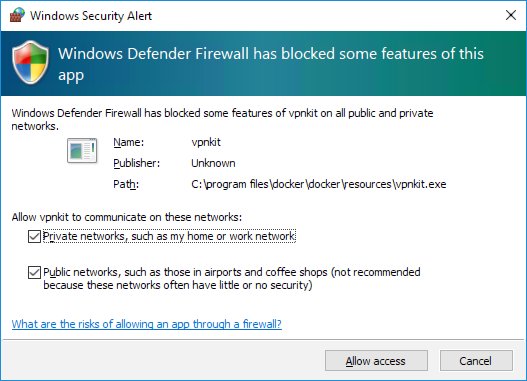 Windows Security Alert
Windows Defender Firewall has blocked some features of this
app
Windows Defender Firewall has blocked some features of vpnkit on all public and private
networks.
Name: vpnkit
Publisher: Unknown
Path: C:\program files\docker\docker\resources\vpnkit.exe
Allow vpnkit to communicate on these networks:
Private networks, such as my home or work network
Public networks, such as those in airports and coffee shops (not recommended
because these networks often have little or no security)
What are the risks of allowing an app through a firewall?
Allow access Cancel